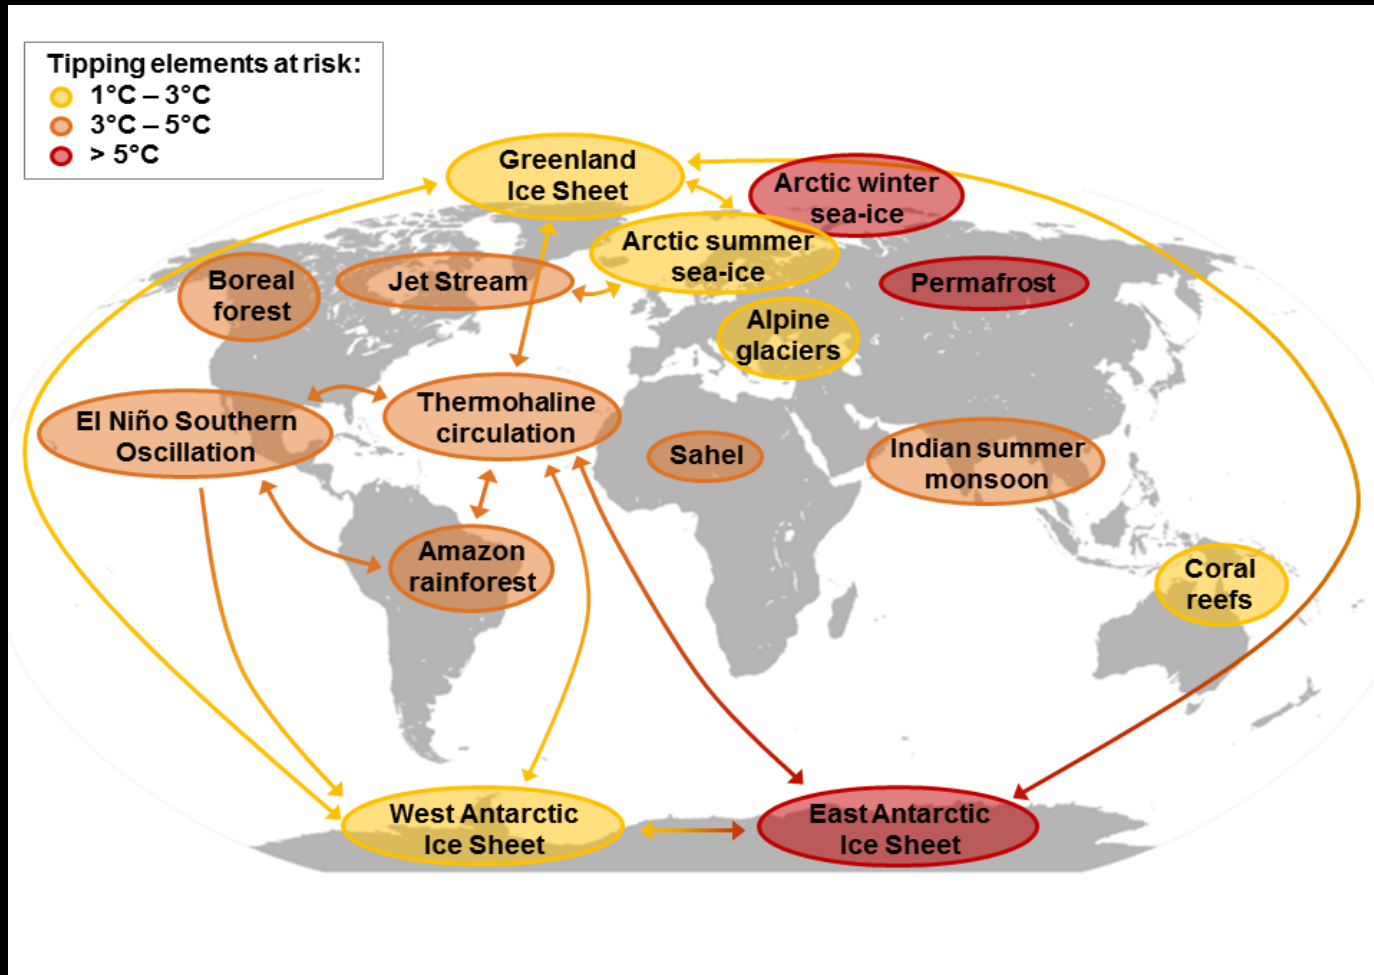 Tipping elements at risk:
1°C – 3°C
3°C – 5°C
> 5°C
Greenland
Ice Sheet
Arctic winter
sea-ice
Arctic summer
sea-ice
Boreal
forest
Jet Stream
Permafrost
Alpine
glaciers
El Niño Southern
Oscillation
Thermohaline
circulation
Sahel
Indian summer
monsoon
Amazon
rainforest
Coral
reefs
West Antarctic
Ice Sheet
East Antarctic
Ice Sheet